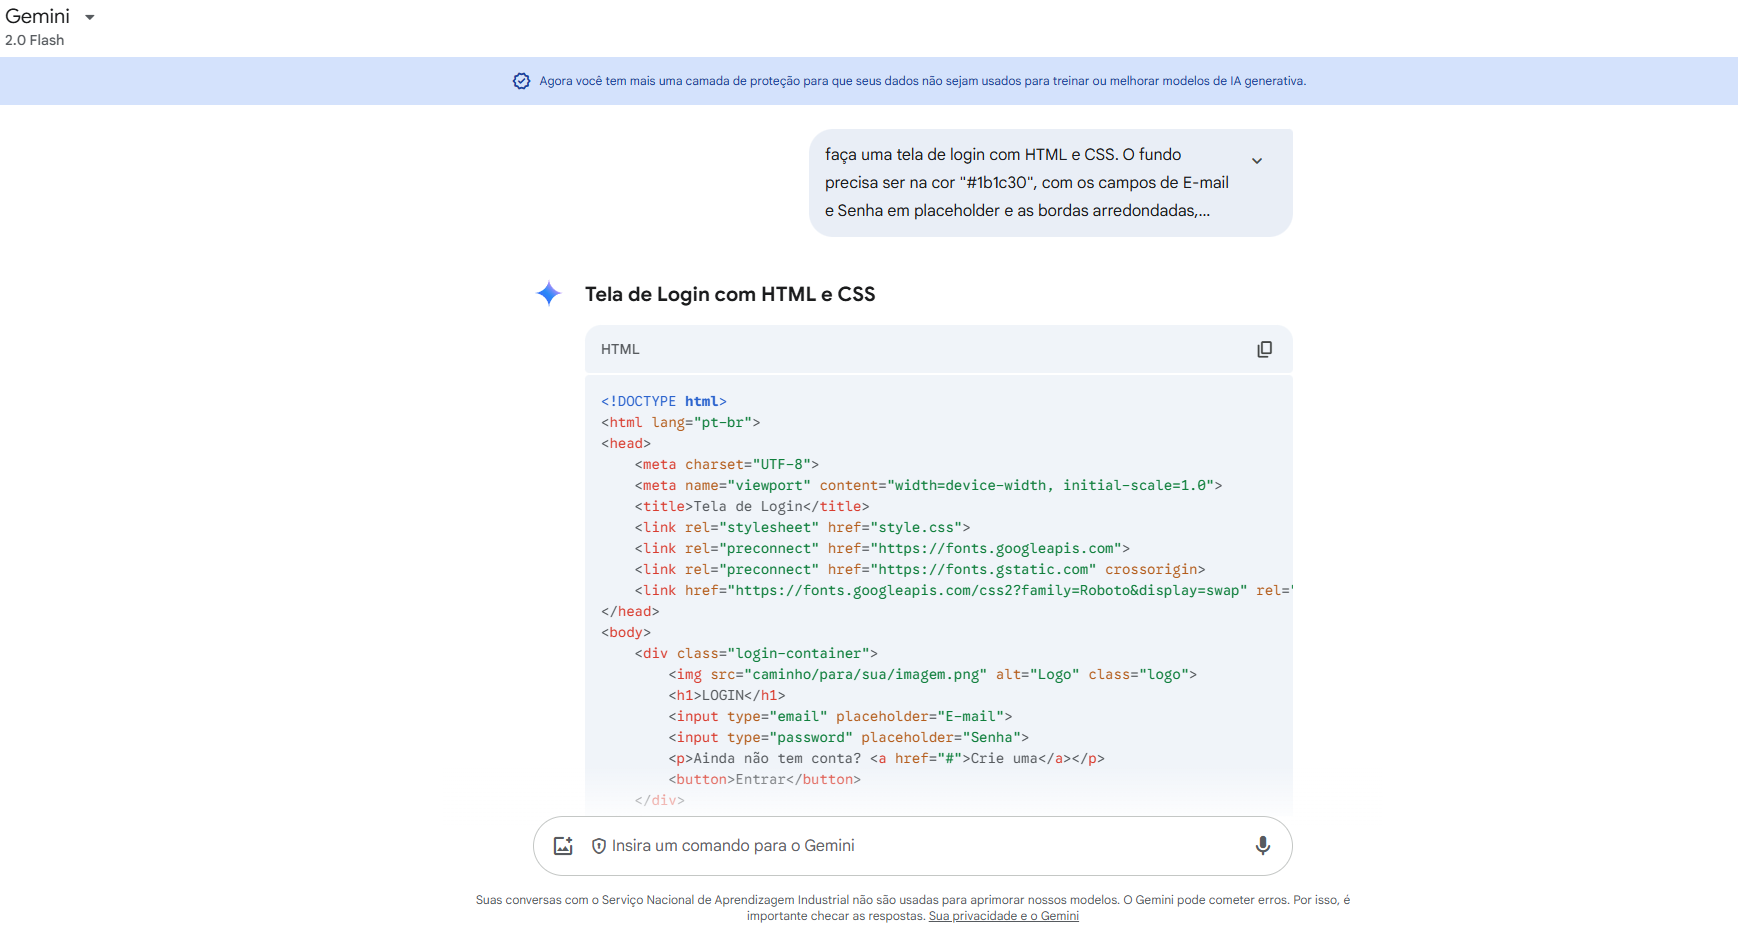 Gemini
2.0 Flash
Agora você tem mais uma camada de proteção para que seus dados não sejam usados para treinar ou melhorar modelos de IA generativa.
faça uma tela de login com HTML e CSS. O fundo
precisa ser na cor "#1b1c30", com os campos de E-mail
e Senha em placeholder e as bordas arredondadas,...
Tela de Login com HTML e CSS
HTML
<!DOCTYPE html>
<html lang="pt-br">
<head>
    <meta charset="UTF-8">
    <meta name="viewport" content="width=device-width, initial-scale=1.0">
    <title>Tela de Login</title>
    <link rel="stylesheet" href="style.css">
    <link rel="preconnect" href="https://fonts.googleapis.com">
    <link rel="preconnect" href="https://fonts.gstatic.com" crossorigin>
    <link href="https://fonts.googleapis.com/css2?family=Roboto&display=swap" rel="
</head>
<body>
    <div class="login-container">
        <img src="caminho/para/sua/imagem.png" alt="Logo" class="logo">
        <h1>LOGIN</h1>
        <input type="email" placeholder="E-mail">
        <input type="password" placeholder="Senha">
        <p>Ainda não tem conta? <a href="#">Crie uma</a></p>
        <button>Entrar</button>
    </div>
Insira um comando para o Gemini
Suas conversas com o Serviço Nacional de Aprendizagem Industrial não são usadas para aprimorar nossos modelos. O Gemini pode cometer erros. Por isso, é
importante checar as respostas. Sua privacidade e o Gemini